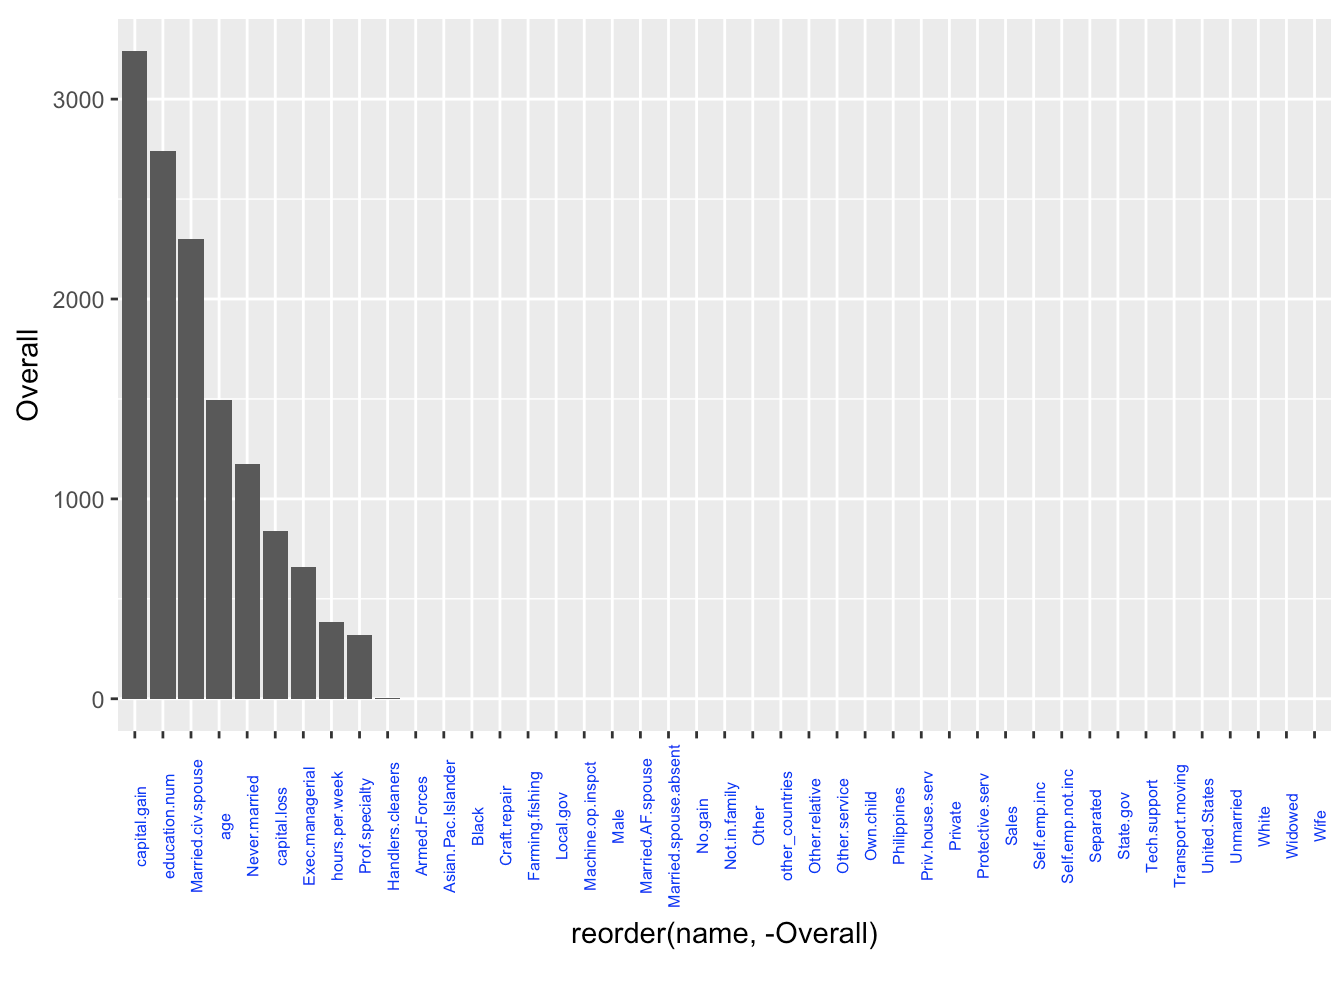 3000
2000
1000
0
Overall
capital.gain
education.num
Married.civ.spouse
age
Never.married
capital.loss
Exec.managerial
hours.per.week
Prof.specialty
Handlers.cleaners
Armed.Forces
Asian.Pac.Islander
Black
Craft.repair
Farming.fishing
Local.gov
Machine.op.inspct
Male
Married.AF.spouse
Married.spouse.absent
No.gain
Not.in.family
Other
other_countries
Other.relative
Other.service
Own.child
Philippines
Priv.house.serv
Private
Protective.serv
Sales
Self.emp.inc
Self.emp.not.inc
Separated
State.gov
Tech.support
Transport.moving
United.States
Unmarried
White
Widowed
Wife
reorder(name, -Overall)